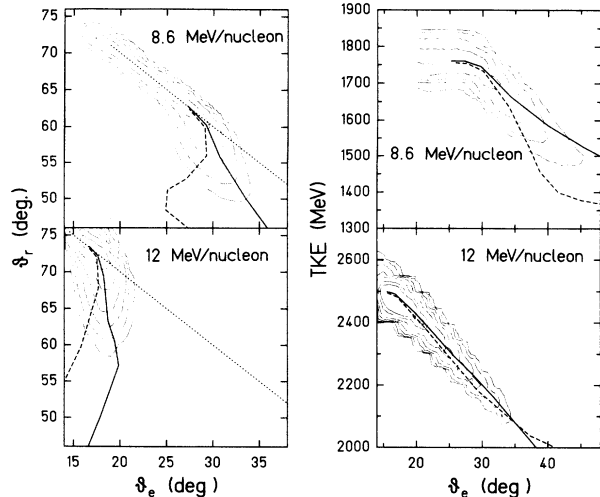 75
70
65
60
55
50
8.6 MeV/nucleon
75
70
65
60
55
50
12 MeV/nucleon
ϑr (deg.)
15 20 25 30 35
ϑe (deg)
1900
1800
1700
1600
1500
1400
1300
8.6 MeV/nucleon
2600
2400
2200
2000
12 MeV/nucleon
TKE (MeV)
20 30 40
ϑe (deg)